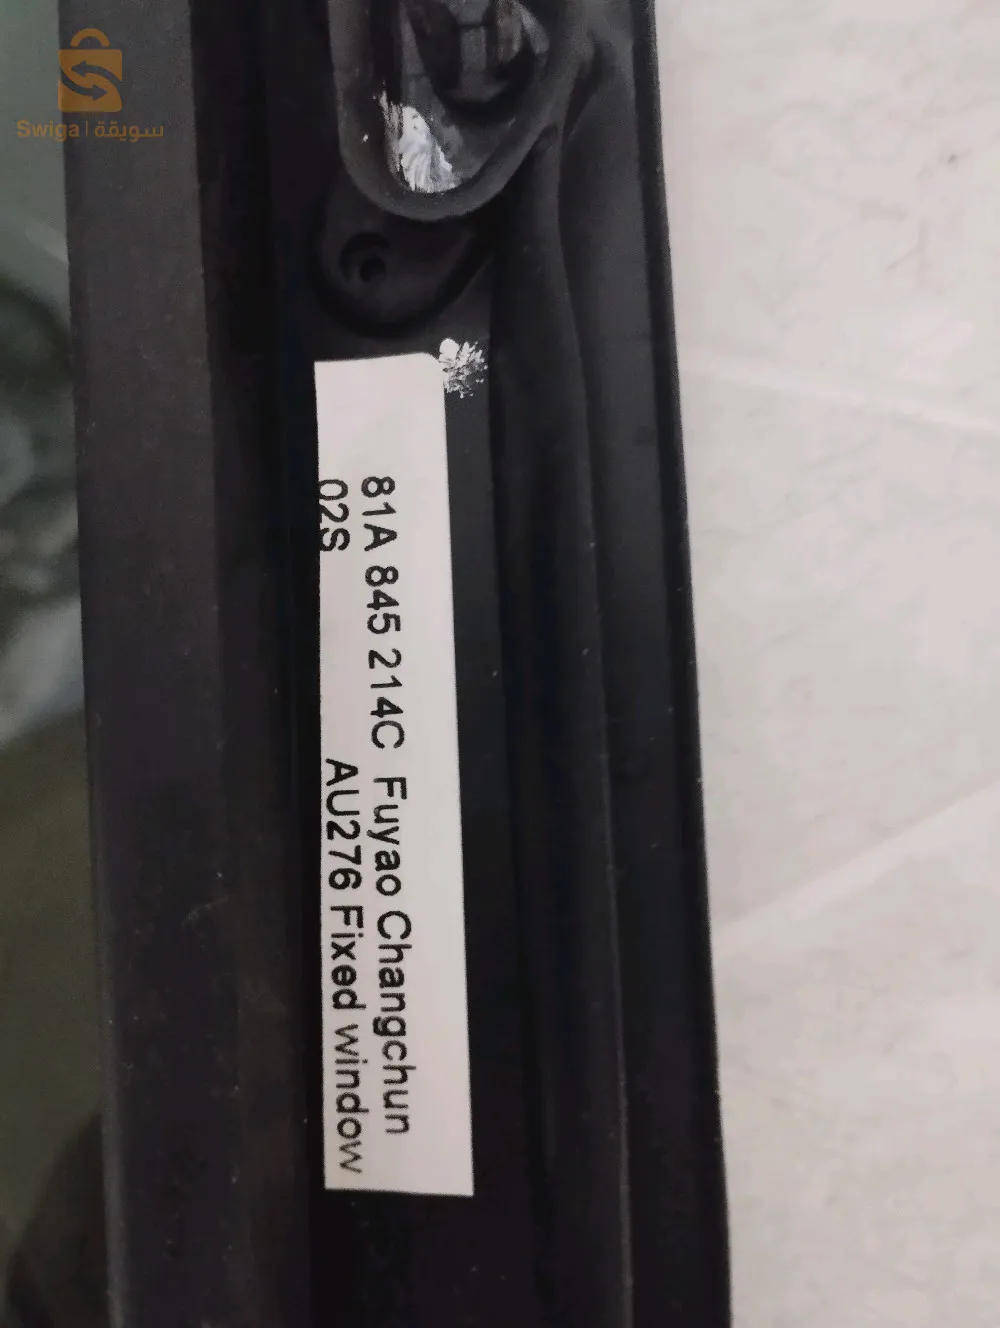 Swiga | سويقة
81A 845 214C Fuyao Changchun
02S AU276 Fixed window